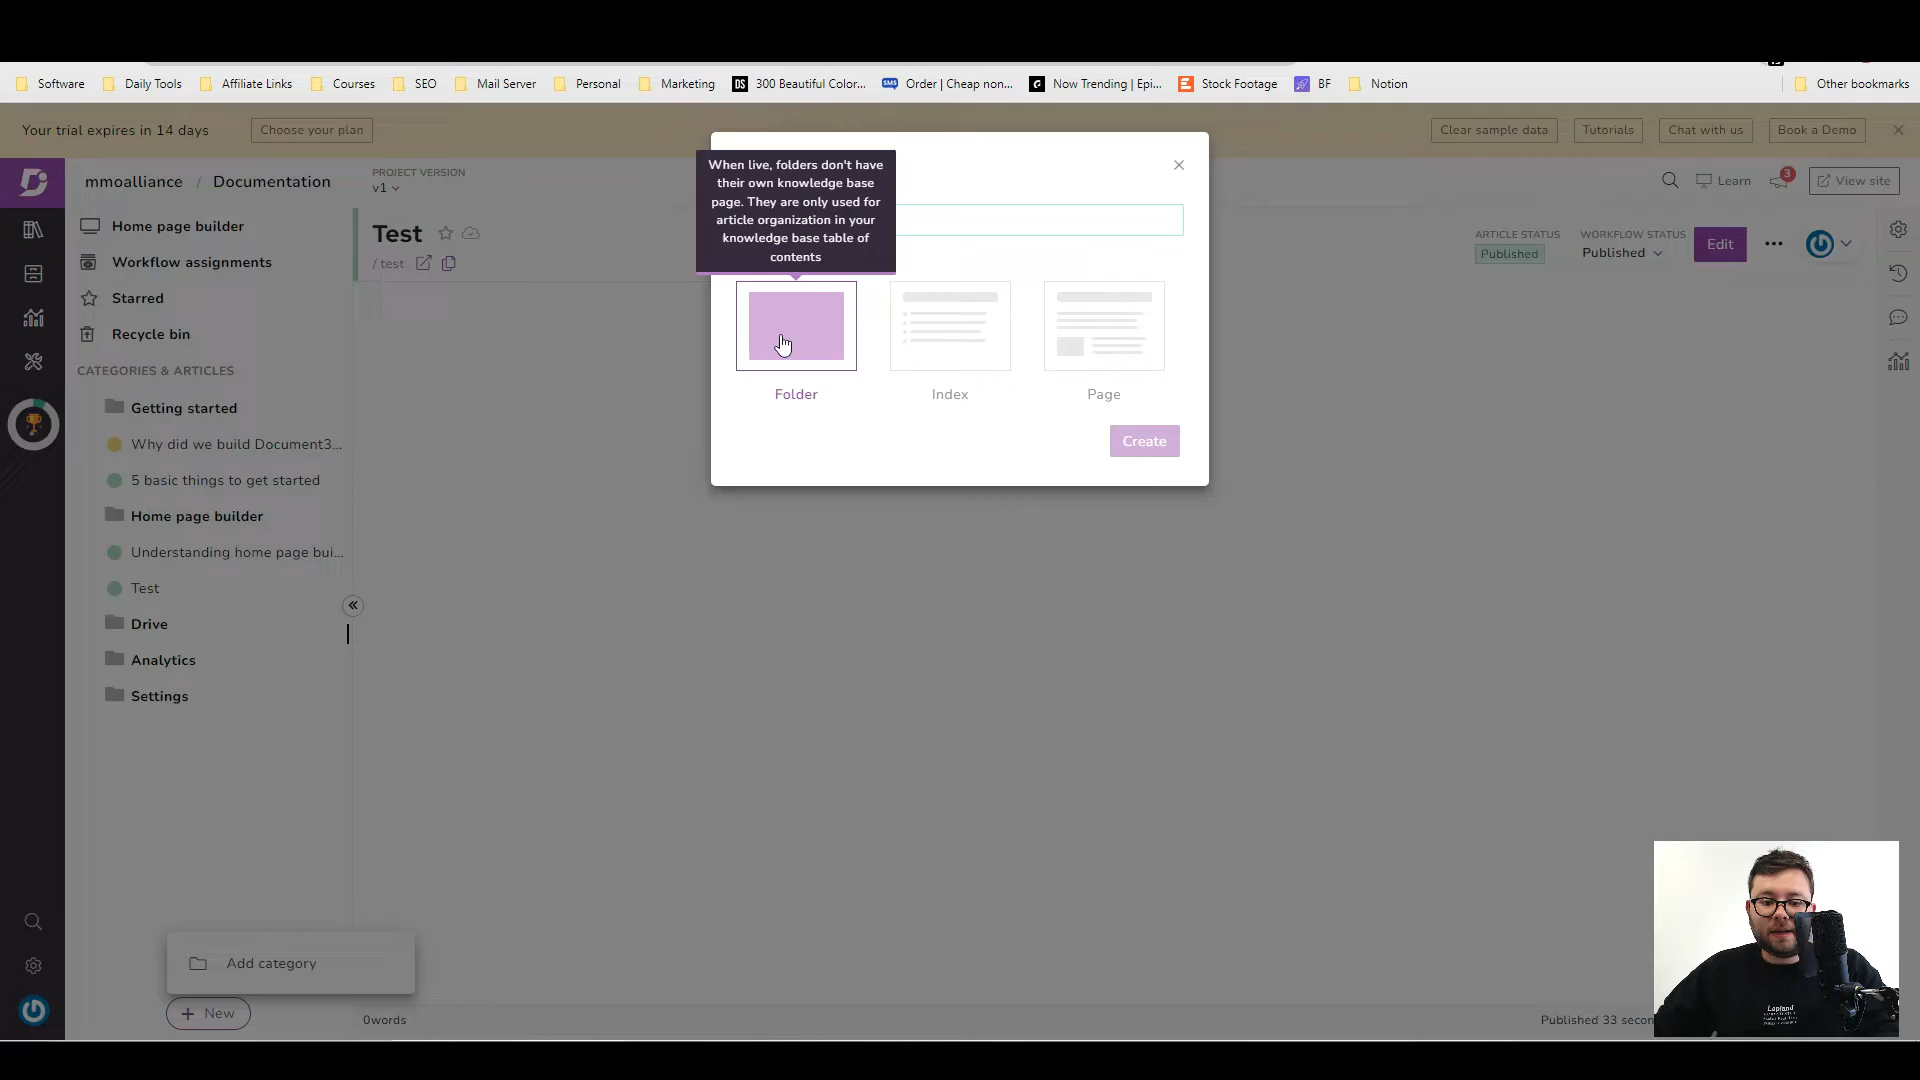 Software
Daily Tools
Affiliate Links
Courses
SEO
Mail Server
Personal
Marketing
DS
300 Beautiful Color...
SMS
Order | Cheap non...
Now Trending | Epi...
Stock Footage
BF
Notion
Other bookmarks
Your trial expires in 14 days
Choose your plan
Clear sample data
Tutorials
Chat with us
Book a Demo
mmoalliance / Documentation
PROJECT VERSION
v1
3
Learn
View site
When live, folders don't have
their own knowledge base
page. They are only used for
article organization in your
knowledge base table of
contents
Home page builder
Workflow assignments
Starred
Recycle bin
CATEGORIES & ARTICLES
Getting started
Why did we build Document3...
5 basic things to get started
Home page builder
Understanding home page bui...
Test
Drive
Analytics
Settings
Test
/ test
ARTICLE STATUS
Published
WORKFLOW STATUS
Published
Edit
Folder
Index
Page
Create
Add category
+ New
0words
Published 33 secon
Lapland